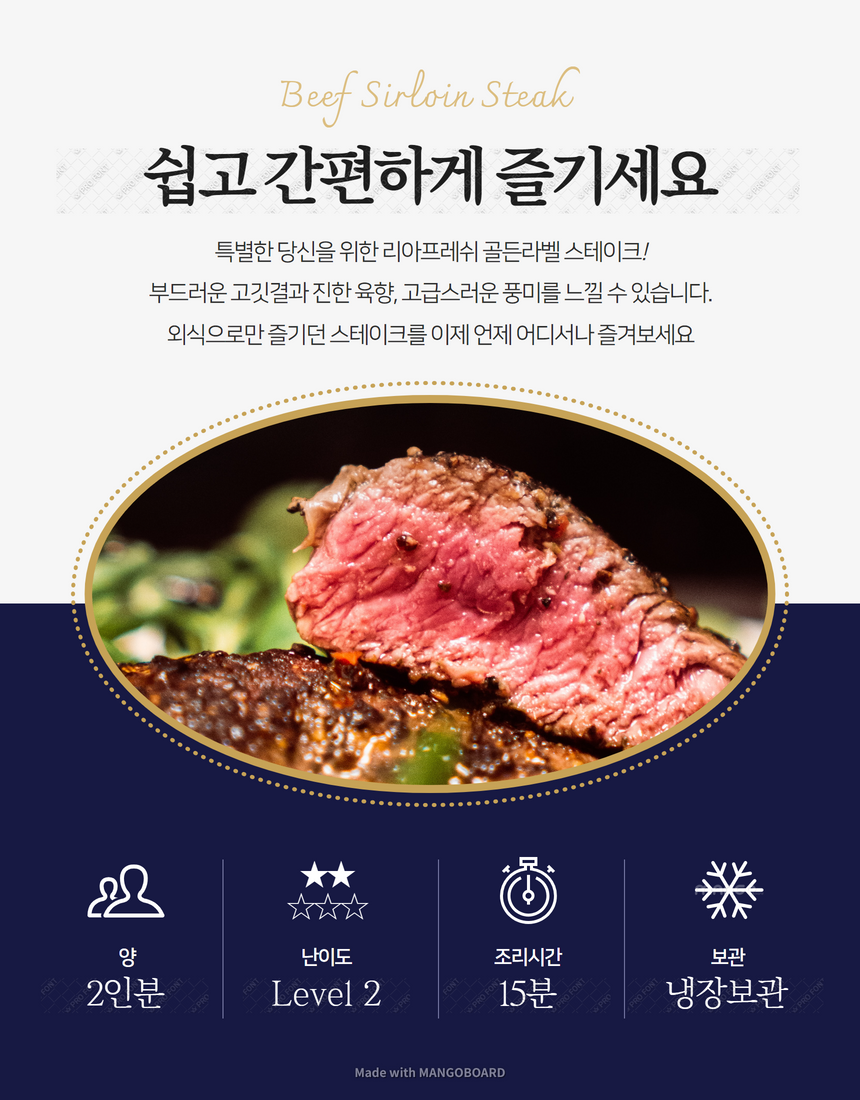 Beef Sirloin Steak
쉽고 간편하게 즐기세요
특별한 당신을 위한 리아프레쉬 골든라벨 스테이크!
부드러운 고깃결과 진한 육향, 고급스러운 풍미를 느낄 수 있습니다.
외식으로만 즐기던 스테이크를 이제 언제 어디서나 즐겨보세요
양
2인분
난이도
Level 2
조리시간
15분
보관
냉장보관
Made with MANGOBOARD